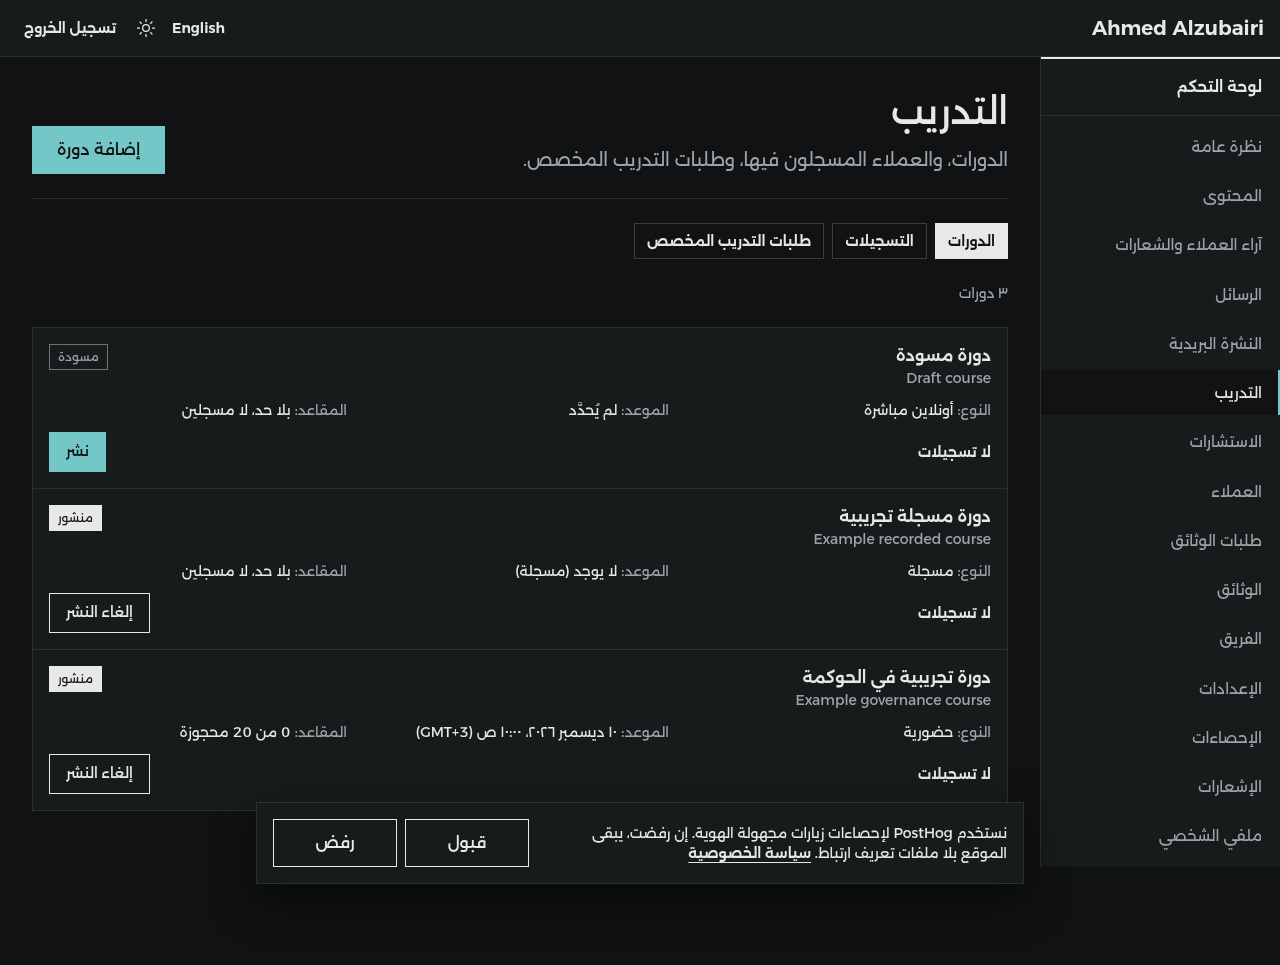 Ahmed Alzubairi
English
تسجيل الخروج
لوحة التحكم
نظرة عامة
المحتوى
آراء العملاء والشعارات
الرسائل
النشرة البريدية
التدريب
الاستشارات
العملاء
طلبات الوثائق
الوثائق
الفريق
الإعدادات
الإحصاءات
الإشعارات
ملفي الشخصي
التدريب
الدورات، والعملاء المسجلون فيها، وطلبات التدريب المخصص.
إضافة دورة
الدورات
التسجيلات
طلبات التدريب المخصص
٣ دورات
دورة مسودة
مسودة
Draft course
النوع: أونلاين مباشرة
الموعد: لم يُحدَّد
المقاعد: بلا حد، لا مسجلين
لا تسجيلات
نشر
دورة مسجلة تجريبية
منشور
Example recorded course
النوع: مسجلة
الموعد: لا يوجد (مسجلة)
المقاعد: بلا حد، لا مسجلين
لا تسجيلات
إلغاء النشر
دورة تجريبية في الحوكمة
منشور
Example governance course
النوع: حضورية
الموعد: ١٠ ديسمبر ٢٠٢٦، ١٠:٠٠ ص (GMT+3)
المقاعد: 0 من 20 محجوزة
لا تسجيلات
إلغاء النشر
نستخدم PostHog لإحصاءات زيارات مجهولة الهوية. إن رفضت، يبقى
الموقع بلا ملفات تعريف ارتباط. سياسة الخصوصية
قبول
رفض